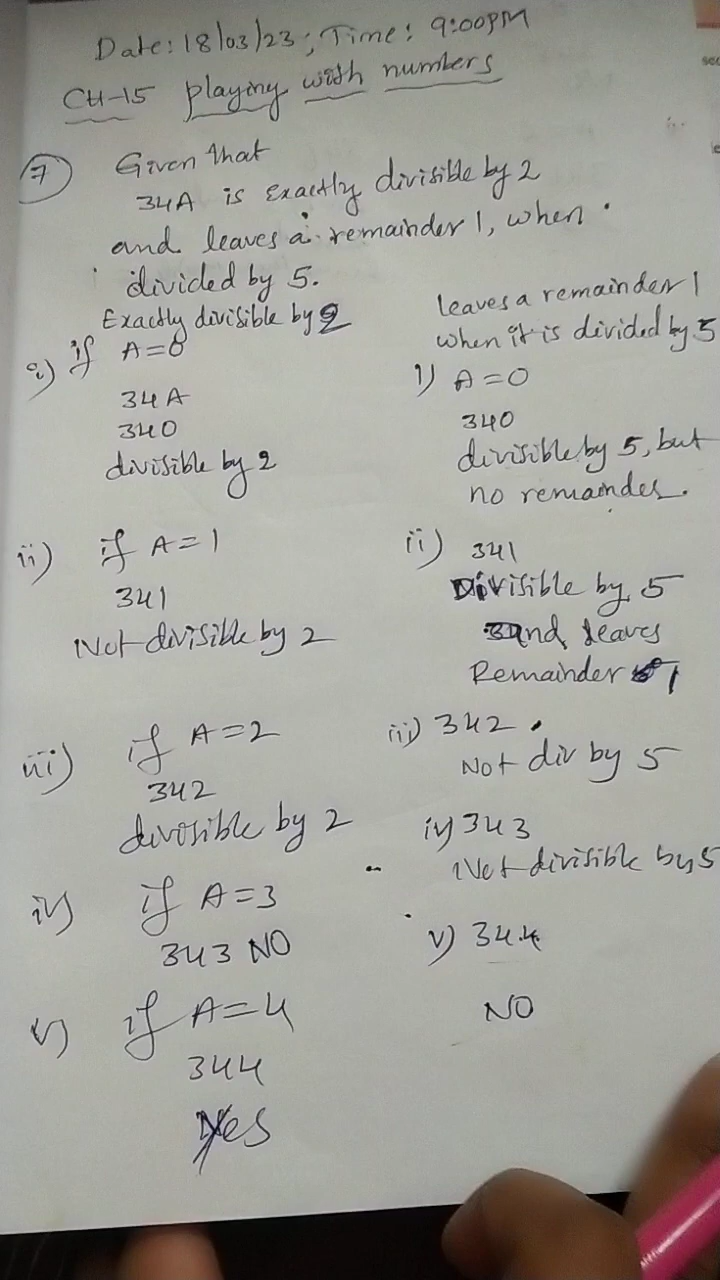 Date: 18/03/23; Time: 9:00PM
CH-15 playing with numbers
7 Given that
34A is exactly divisible by 2
and leaves a remainder 1, when
divided by 5.
Exactly divisible by 2
i) if A=0
34A
340
divisible by 2
ii) if A=1
341
Not divisible by 2
iii) if A=2
342
divosible by 2
iv) if A=3
343 NO
v) if A=4
344
Yes
leaves a remainder 1
when it is divided by 5
1) A=0
340
divisible by 5, but
no remainder.
ii) 341
Divisible by 5
and leaves
Remainder 1
iii) 342
Not div by 5
iv) 343
Not divisible by 5
v) 344
NO